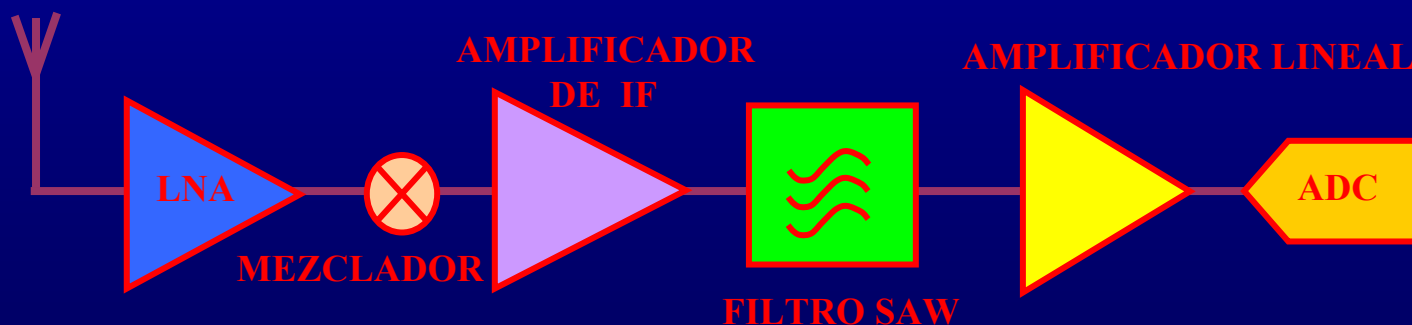 AMPLIFICADOR
DE IF
AMPLIFICADOR LINEAL
LNA
ADC
MEZCLADOR
FILTRO SAW